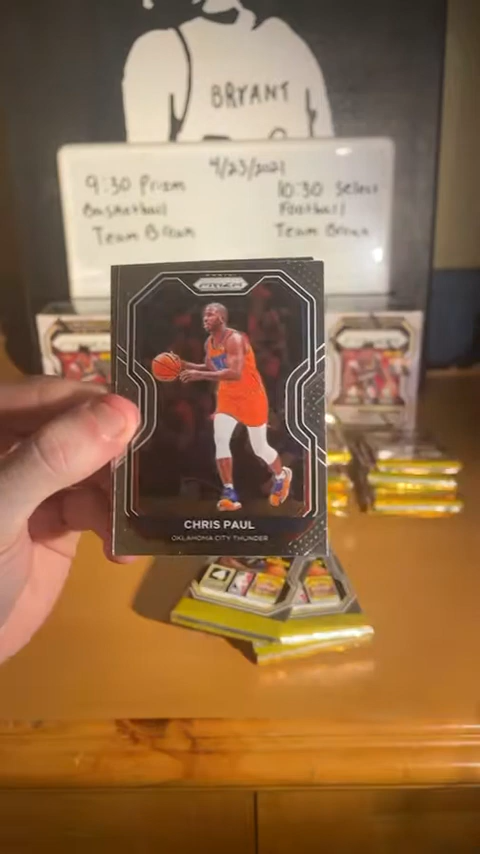 BRYANT
4/23/2021
9:30 Prizm
Basketball
Team Break
10:30 Select
Football
Team Break
PRIZM
CHRIS PAUL
OKLAHOMA CITY THUNDER